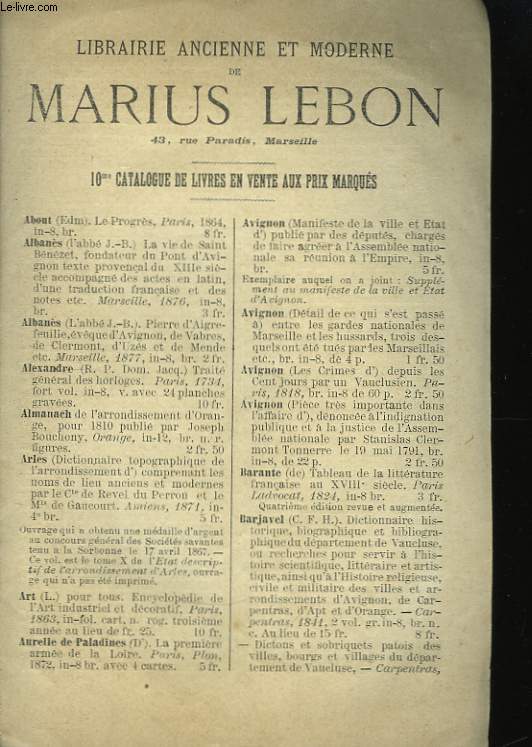 Le-livre.com
LIBRAIRIE ANCIENNE ET MODERNE
DE
MARIUS LEBON
43, rue Paradis, Marseille
10me CATALOGUE DE LIVRES EN VENTE AUX PRIX MARQUÉS
About (Edm). Le Progrès, Paris, 1864,
in-8, br. 8 fr.
Albanès (l'abbé J.-B.) La vie de Saint
Bénézet, fondateur du Pont d'Avi-
gnon texte provençal du XIIIe siè-
cle accompagné des actes en latin,
d'une traduction française et des
notes etc. Marseille, 1876, in-8,
br. 3 fr.
Albanès (L'abbé J.-B.). Pierre d'Aigre-
feuille, évêque d'Avignon, de Vabres,
de Clermont, d'Uzès et de Mende
etc. Marseille, 1877, in-8, br. 2 fr.
Alexandre (R. P. Dom. Jacq.) Traité
général des horloges. Paris, 1734,
fort vol. in-8, v. avec 24 planches
gravées. 10 fr.
Almanach de l'arrondissement d'Oran-
ge, pour 1810 publié par Joseph
Bouchony, Orange, in-12, br. n. r.
figures. 2 fr. 50
Arles (Dictionnaire topographique de
l'arrondissement d') comprenant les
noms de lieu anciens et modernes
par le Cte de Revel du Perron et le
Mis de Gaucourt. Amiens, 1871, in-
4° br. 5 fr.
Ouvrage qui a obtenu une médaille d'argent
au concours général des Sociétés savantes
tenu à la Sorbonne le 17 avril 1867. —
Ce vol. est le tome X de l'Etat descrip-
tif de l'arrondissement d'Arles, ouvra-
ge qui n'a pas été imprimé.
Art (L') pour tous. Encyclopédie de
l'Art industriel et décoratif. Paris,
1863, in-fol. cart. n. rog. troisième
année au lieu de fr. 25. 10 fr.
Aurelle de Paladines (Dr). La première
armée de la Loire. Paris, Plon,
1872, in-8 br. avec 4 cartes. 5 fr.
Avignon (Manifeste de la ville et Etat
d') publié par des députés, chargés
de faire agréer à l'Assemblée natio-
nale sa réunion à l'Empire, in-8,
br. 5 fr.
Exemplaire auquel on a joint : Supplé-
ment au manifeste de la ville et Etat
d'Avignon.
Avignon (Détail de ce qui s'est passé
à) entre les gardes nationales de
Marseille et les hussards, trois des-
quels ont été tués par les Marseillais
etc., br. in-8, de 4 p. 1 fr. 50
Avignon (Les Crimes d') depuis les
Cent jours par un Vauclusien. Pa-
ris, 1818, br. in-8 de 60 p. 2 fr. 50
Avignon (Pièce très importante dans
l'affaire d'), dénoncée à l'indignation
publique et à la justice de l'Assem-
blée nationale par Stanislas Cler-
mont Tonnerre le 19 mai 1791, br.
in-8, de 22 p. 2 fr. 50
Barante (de) Tableau de la littérature
française au XVIIIe siècle. Paris
Ladvocat, 1824, in-8 br. 3 fr.
Quatrième édition revue et augmentée.
Barjavel (C. F. H.). Dictionnaire his-
torique, biographique et bibliogra-
phique du département de Vaucluse,
ou recherches pour servir à l'his-
toire scientifique, littéraire et artis-
tique, ainsi qu'à l'Histoire religieuse,
civile et militaire des villes et ar-
rondissements d'Avignon, de Car-
pentras, d'Apt et d'Orange. — Car-
pentras, 1841, 2 vol. gr. in-8, br. n.
c. Au lieu de 15 fr. 8 fr.
— Dictons et sobriquets patois des
villes, bourgs et villages du dépar-
tement de Vaucluse, — Carpentras,